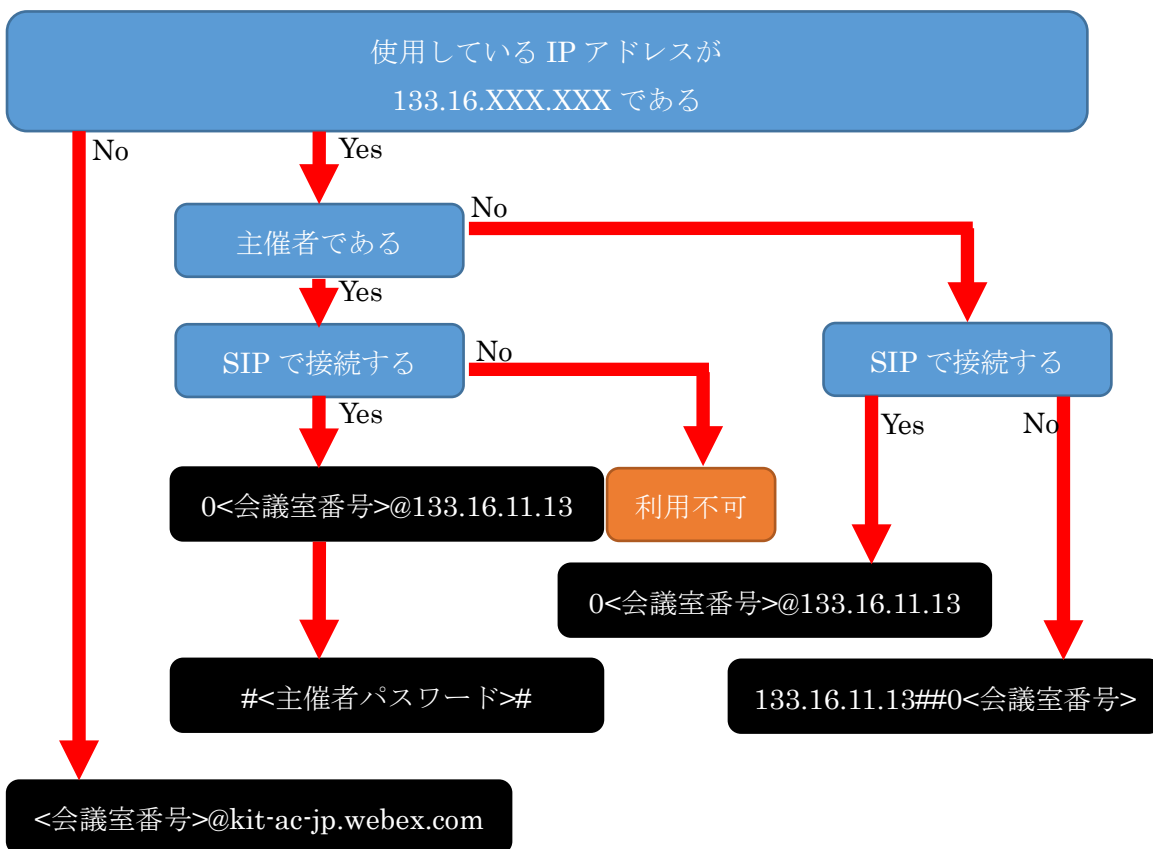 使用している IP アドレスが
133.16.XXX.XXX である
No
Yes
主催者である
No
Yes
SIP で接続する
No
SIP で接続する
Yes
Yes
No
0<会議室番号>@133.16.11.13
利用不可
0<会議室番号>@133.16.11.13
#<主催者パスワード>#
133.16.11.13##0<会議室番号>
<会議室番号>@kit-ac-jp.webex.com